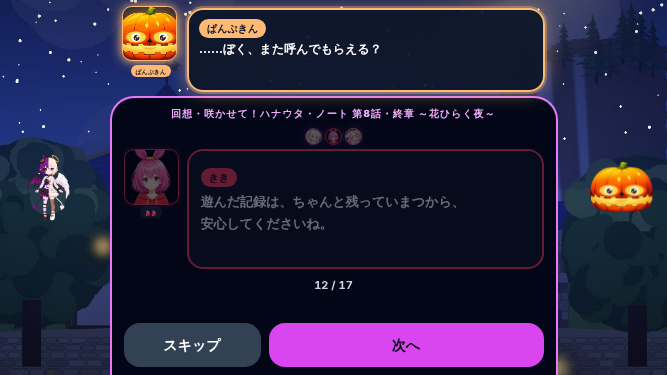 ぱんぷきん
……ぼく、また呼んでもらえる？
ぱんぷきん
回想・咲かせて！ハナウタ・ノート 第8話・終章 ～花ひらく夜～
きき
遊んだ記録は、ちゃんと残っていまつから、
安心してくださいね。
きき
12 / 17
スキップ
次へ